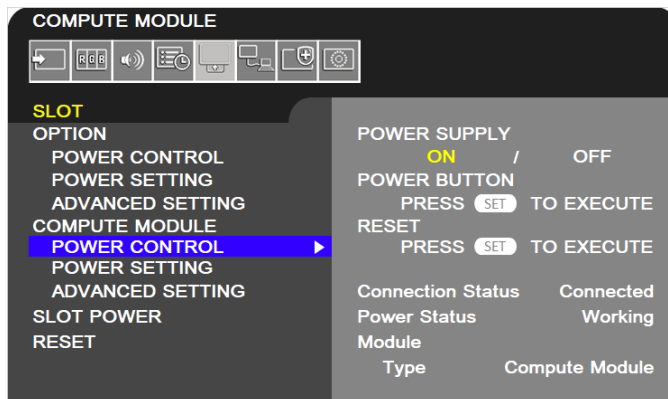 COMPUTE MODULE
RGB
SLOT
OPTION
POWER CONTROL
POWER SETTING
ADVANCED SETTING
COMPUTE MODULE
POWER CONTROL
POWER SETTING
ADVANCED SETTING
SLOT POWER
RESET
POWER SUPPLY
ON / OFF
POWER BUTTON
PRESS SET TO EXECUTE
RESET
PRESS SET TO EXECUTE
Connection Status Connected
Power Status Working
Module
Type Compute Module